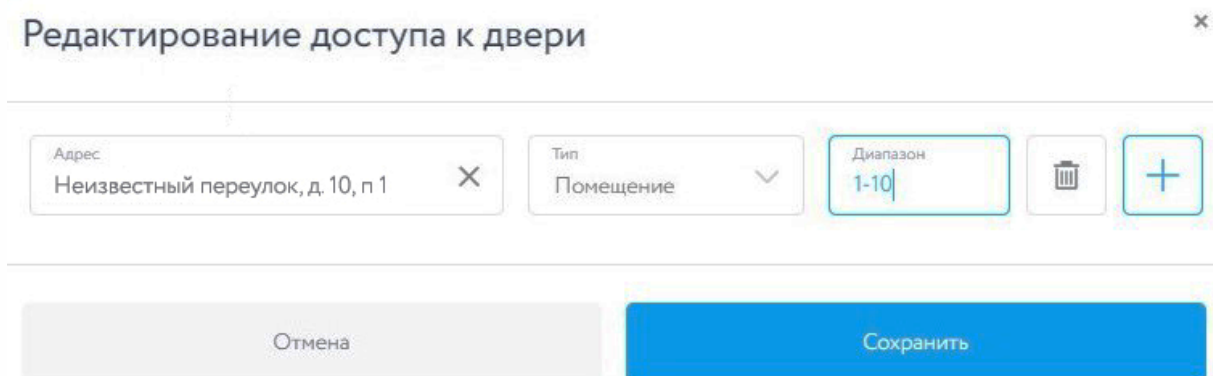 Редактирование доступа к двери
Адрес
Неизвестный переулок, д. 10, п 1
Тип
Помещение
Диапазон
1-10
Отмена
Сохранить